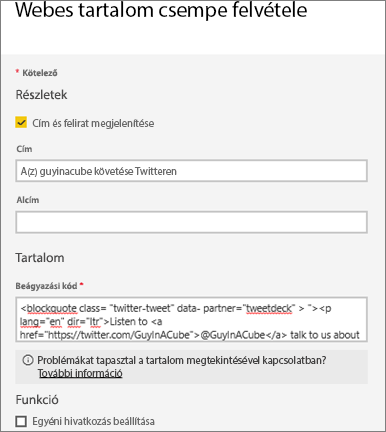 Webes tartalom csempe felvétele
* Kötelező
Részletek
Cím és felirat megjelenítése
Cím
A(z) guyinacube követése Twitteren
Alcím
Tartalom
Beágyazási kód *
<blockquote class= "twitter-tweet" data- partner="tweetdeck" > "><p
lang="en" dir="ltr">Listen to <a
href="https://twitter.com/GuyInACube">@GuyInACube</a> talk to us about
Problémákat tapasztal a tartalom megtekintésével kapcsolatban?
További információ
Funkció
Egyéni hivatkozás beállítása